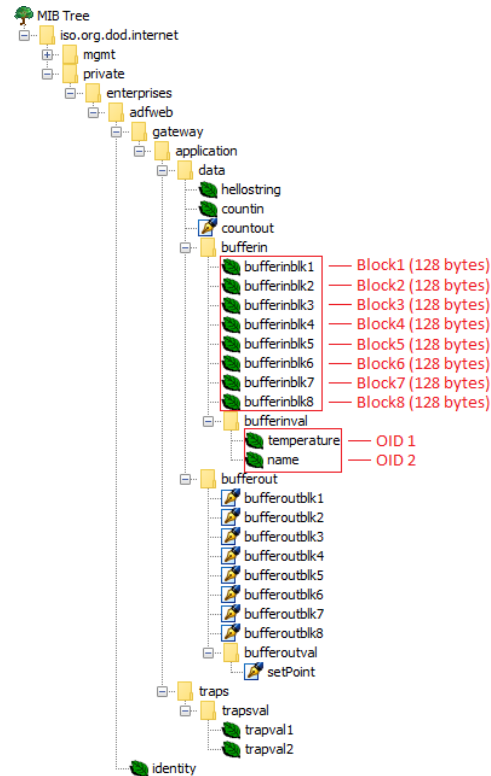 MIB Tree
iso.org.dod.internet
mgmt
private
enterprises
adfweb
gateway
application
data
hellostring
countin
countout
bufferin
bufferinblk1 Block1 (128 bytes)
bufferinblk2 Block2 (128 bytes)
bufferinblk3 Block3 (128 bytes)
bufferinblk4 Block4 (128 bytes)
bufferinblk5 Block5 (128 bytes)
bufferinblk6 Block6 (128 bytes)
bufferinblk7 Block7 (128 bytes)
bufferinblk8 Block8 (128 bytes)
bufferinval
temperature OID 1
name OID 2
bufferout
bufferoutblk1
bufferoutblk2
bufferoutblk3
bufferoutblk4
bufferoutblk5
bufferoutblk6
bufferoutblk7
bufferoutblk8
bufferoutval
setPoint
traps
trapsval
trapval1
trapval2
identity